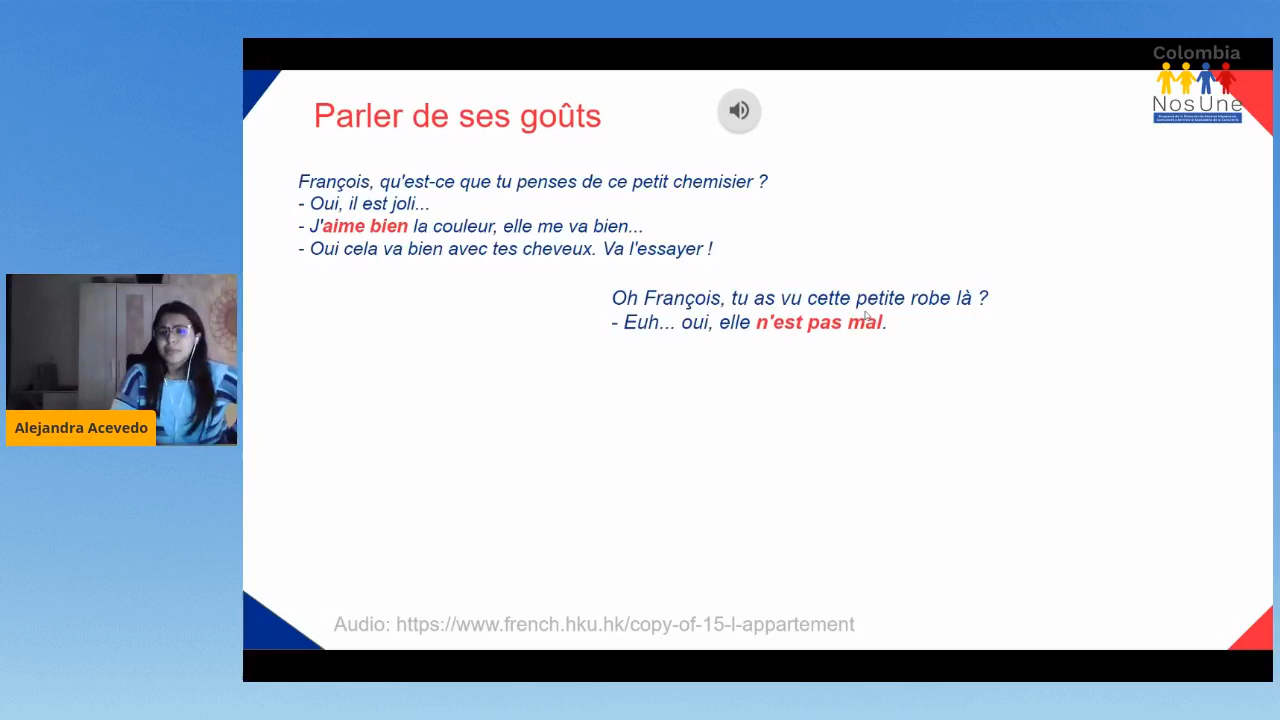 Colombia
NosUne
Parler de ses goûts
François, qu'est-ce que tu penses de ce petit chemisier ?
- Oui, il est joli...
- J'aime bien la couleur, elle me va bien...
- Oui cela va bien avec tes cheveux. Va l'essayer !
Oh François, tu as vu cette petite robe là ?
- Euh... oui, elle n'est pas mal.
Alejandra Acevedo
Audio: https://www.french.hku.hk/copy-of-15-l-appartement